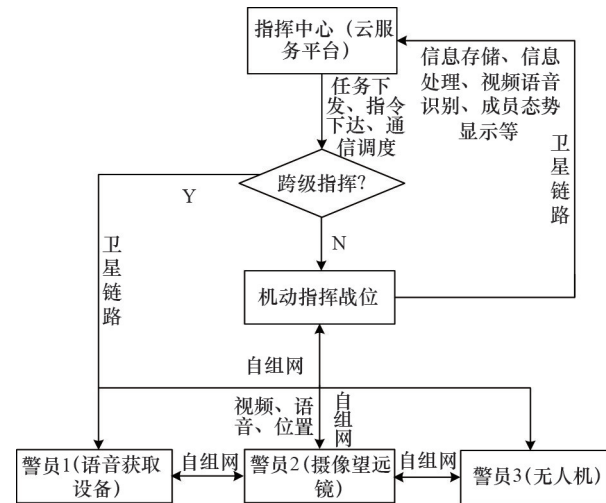 指挥中心（云服
务平台）
信息存储、信息
处理、视频语音
识别、成员态势
显示等
任务下
发、指令
下达、通
信调度
跨级指挥?
Y
N
卫星链路
卫星链路
机动指挥战位
自组网
视频、语
音、位置
自组网
警员1(语音获取
设备)
自组网
警员2(摄像望远
镜)
自组网
警员3(无人机)